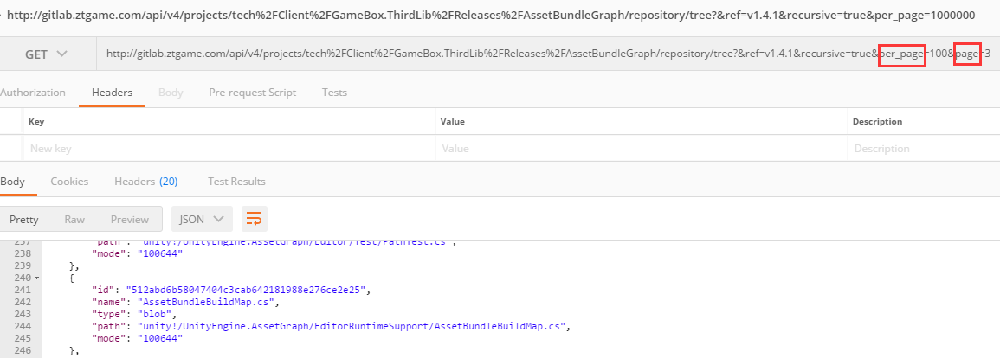 http://gitlab.ztgame.com/api/v4/projects/tech%2FClient%2FGameBox.ThirdLib%2FReleases%2FAssetBundleGraph/repository/tree?&ref=v1.4.1&recursive=true&per_page=1000000
GET http://gitlab.ztgame.com/api/v4/projects/tech%2FClient%2FGameBox.ThirdLib%2FReleases%2FAssetBundleGraph/repository/tree?&ref=v1.4.1&recursive=true&per_page=100&page=3
Authorization Headers Body Pre-request Script Tests
Key Value Description
New key Value Description
Body Cookies Headers (20) Test Results
Pretty Raw Preview JSON
237 "path": "unity!/UnityEngine.AssetGraph/Editor/Test/PathTest.cs",
238 "mode": "100644"
239 },
240 {
241 "id": "512abd6b58047404c3cab642181988e276ce2e25",
242 "name": "AssetBundleBuildMap.cs",
243 "type": "blob",
244 "path": "unity!/UnityEngine.AssetGraph/EditorRuntimeSupport/AssetBundleBuildMap.cs",
245 "mode": "100644"
246 },